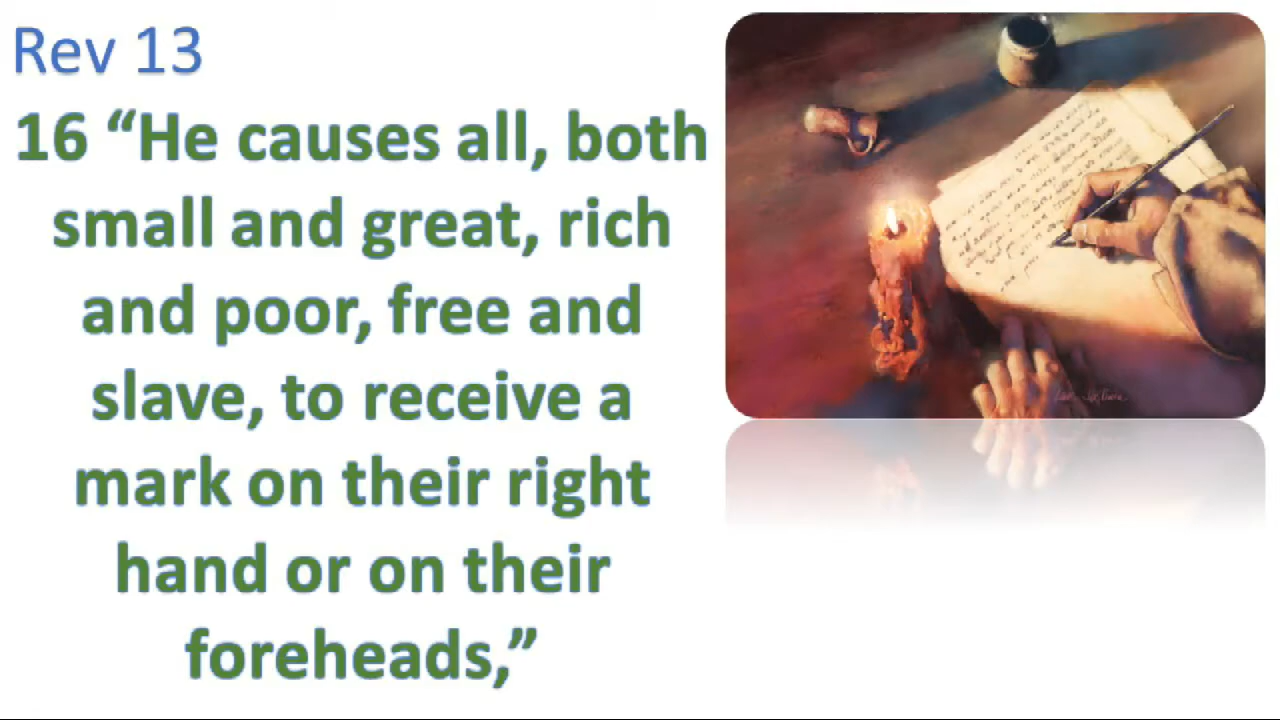 Rev 13
16 “He causes all, both
small and great, rich
and poor, free and
slave, to receive a
mark on their right
hand or on their
foreheads,”